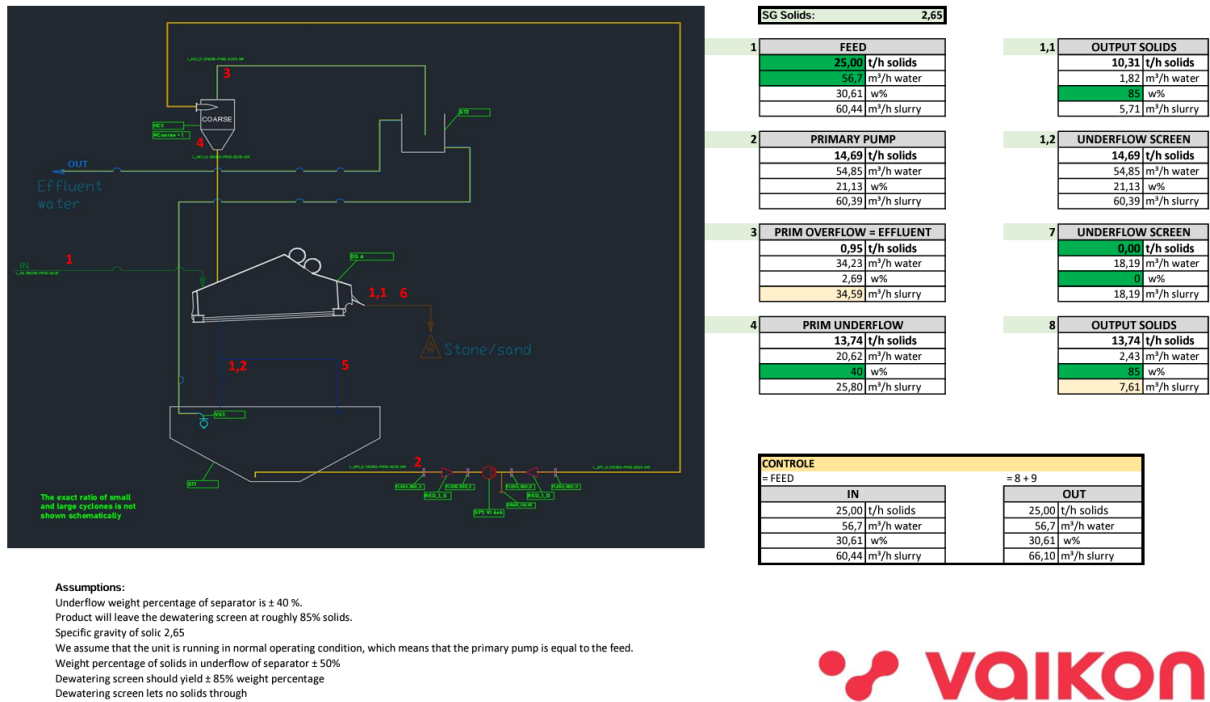 SG Solids: 2,65
1 FEED
25,00 t/h solids
56,7 m³/h water
30,61 w%
60,44 m³/h slurry
1,1 OUTPUT SOLIDS
10,31 t/h solids
1,82 m³/h water
85 w%
5,71 m³/h slurry
2 PRIMARY PUMP
14,69 t/h solids
54,85 m³/h water
21,13 w%
60,39 m³/h slurry
1,2 UNDERFLOW SCREEN
14,69 t/h solids
54,85 m³/h water
21,13 w%
60,39 m³/h slurry
3 PRIM OVERFLOW = EFFLUENT
0,95 t/h solids
34,23 m³/h water
2,69 w%
34,59 m³/h slurry
7 UNDERFLOW SCREEN
0,00 t/h solids
18,19 m³/h water
0 w%
18,19 m³/h slurry
4 PRIM UNDERFLOW
13,74 t/h solids
20,62 m³/h water
40 w%
25,80 m³/h slurry
8 OUTPUT SOLIDS
13,74 t/h solids
2,43 m³/h water
85 w%
7,61 m³/h slurry
CONTROLE
= FEED = 8 + 9
IN OUT
25,00 t/h solids 25,00 t/h solids
56,7 m³/h water 56,7 m³/h water
30,61 w% 30,61 w%
60,44 m³/h slurry 66,10 m³/h slurry
3
COARSE
HC1
#Coarse = 1
4
ST2
OUT
Effluent
water
IN
1
DS A
1,1 6
Stone/sand
1,2
5
VS1
ST1
2
RED_I_S
RED_I_D
The exact ratio of small
and large cyclones is not
shown schematically
Assumptions:
Underflow weight percentage of separator is ± 40 %.
Product will leave the dewatering screen at roughly 85% solids.
Specific gravity of solic 2,65
We assume that the unit is running in normal operating condition, which means that the primary pump is equal to the feed.
Weight percentage of solids in underflow of separator ± 50%
Dewatering screen should yield ± 85% weight percentage
Dewatering screen lets no solids through
vaikon